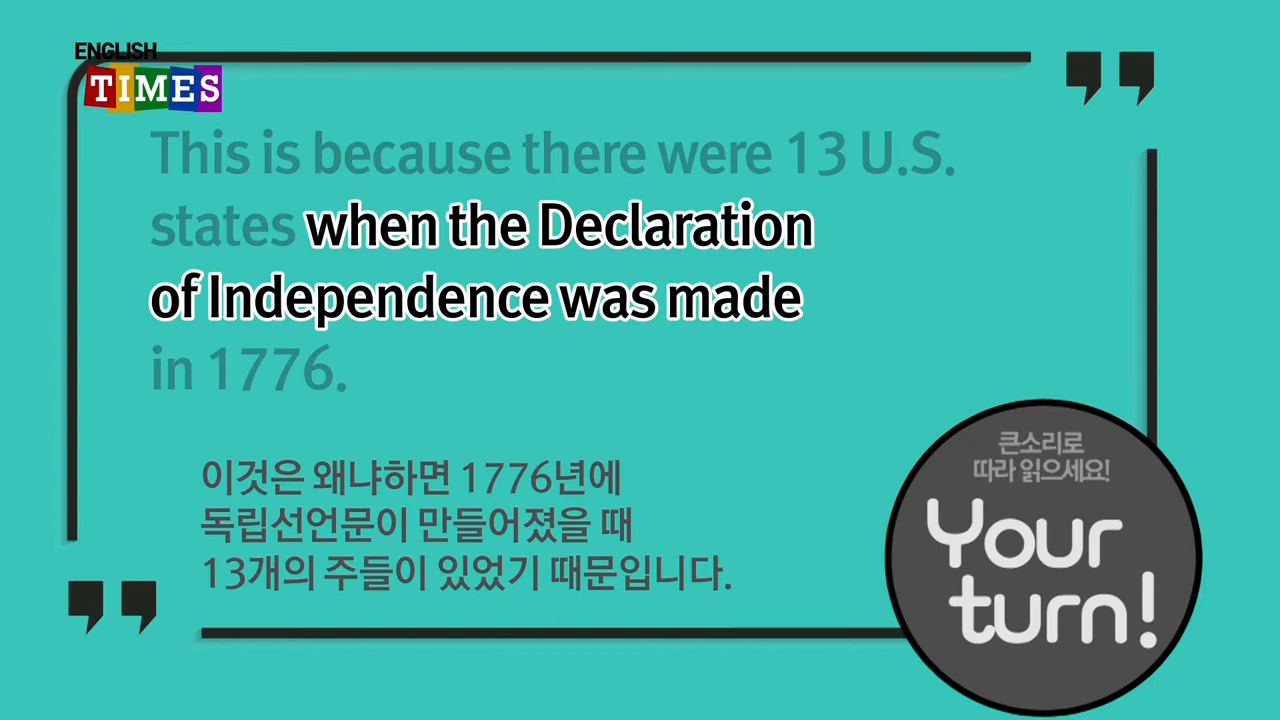 ENGLISH
TIMES
This is because there were 13 U.S.
states when the Declaration
of Independence was made
in 1776.
이것은 왜냐하면 1776년에
독립선언문이 만들어졌을 때
13개의 주들이 있었기 때문입니다.
큰소리로
따라 읽으세요!
Your
turn!